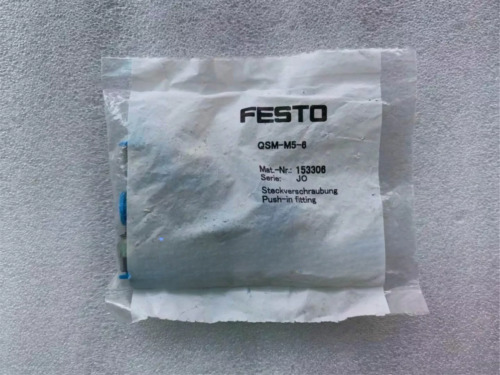 FESTO
QSM-M5-6
Mat.-Nr.: 153306
Serie: JO
Steckverschraubung
Push-in fitting